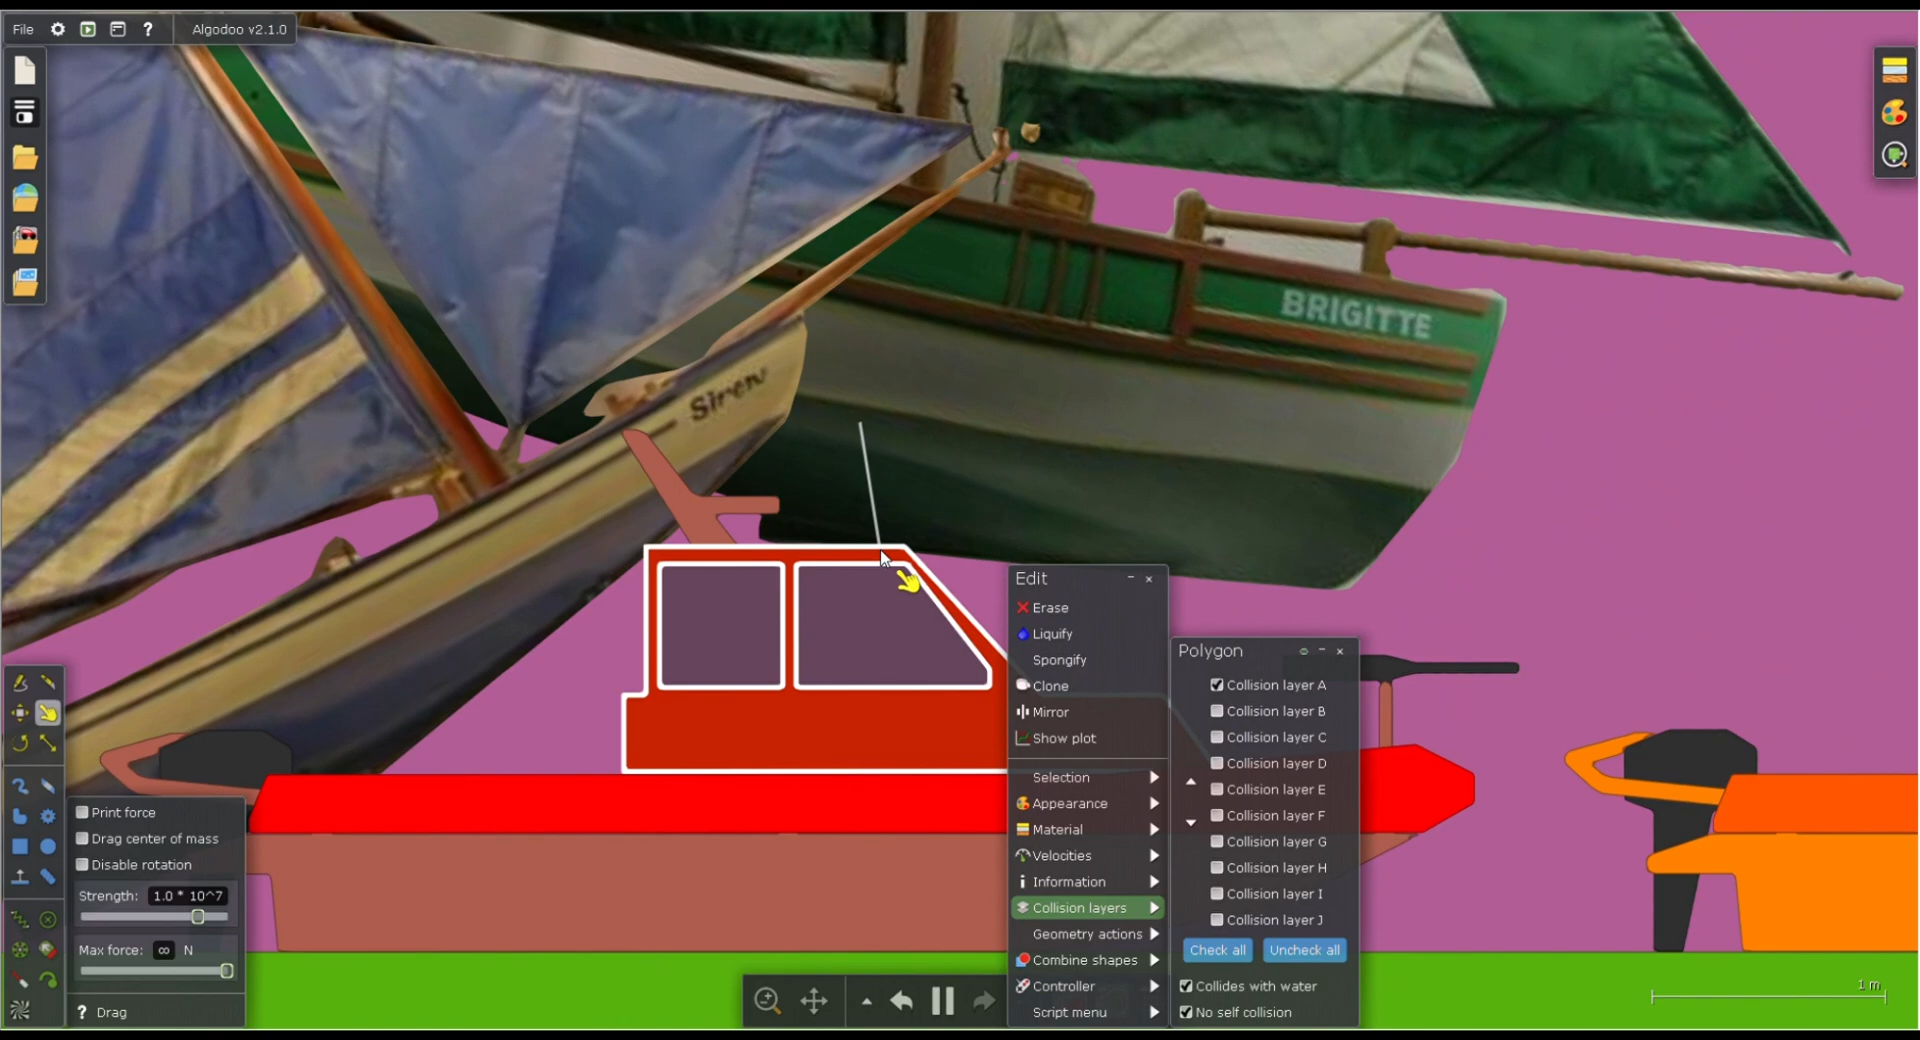 File
?
Algodoo v2.1.0
BRIGITTE
Siren
Edit
Erase
Liquify
Spongify
Clone
Mirror
Show plot
Selection
Appearance
Material
Velocities
Information
Collision layers
Geometry actions
Combine shapes
Controller
Script menu
Polygon
Collision layer A
Collision layer B
Collision layer C
Collision layer D
Collision layer E
Collision layer F
Collision layer G
Collision layer H
Collision layer I
Collision layer J
Check all Uncheck all
Collides with water
No self collision
Print force
Drag center of mass
Disable rotation
Strength: 1.0 * 10^7
Max force: ∞ N
? Drag
1 m